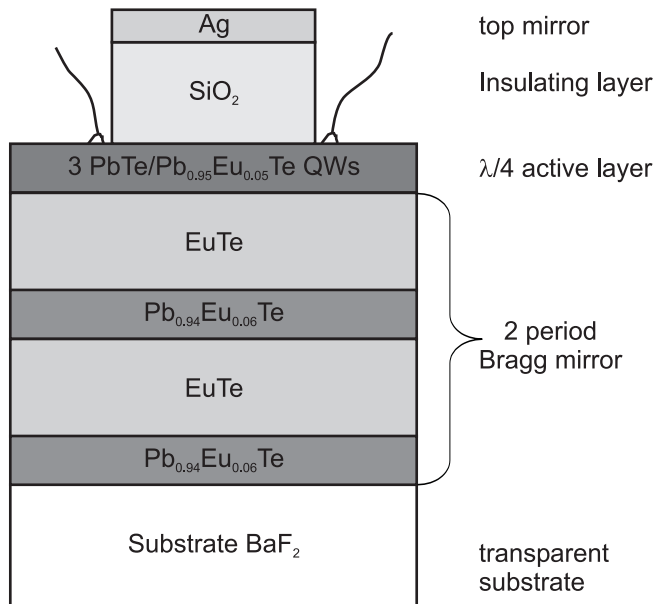 Ag
top mirror
SiO₂
Insulating layer
3 PbTe/Pb₀.₉₅Eu₀.₀₅Te QWs
λ/4 active layer
EuTe
Pb₀.₉₄Eu₀.₀₆Te
2 period
Bragg mirror
EuTe
Pb₀.₉₄Eu₀.₀₆Te
Substrate BaF₂
transparent
substrate